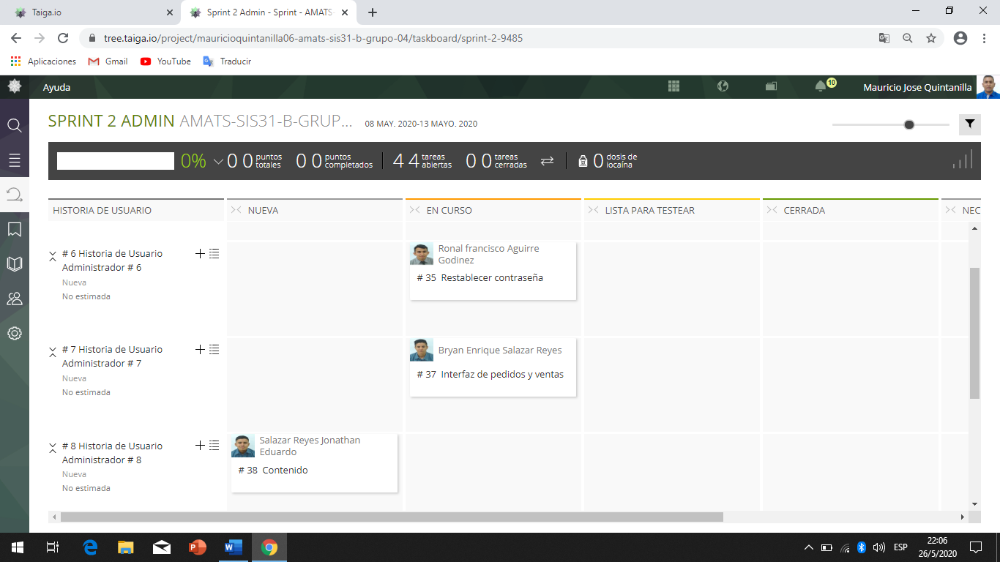 Taiga.io
Sprint 2 Admin - Sprint - AMATS-
tree.taiga.io/project/mauricioquintanilla06-amats-sis31-b-grupo-04/taskboard/sprint-2-9485
Aplicaciones Gmail YouTube Traducir
Ayuda
10
Mauricio Jose Quintanilla
SPRINT 2 ADMIN AMATS-SIS31-B-GRUP... 08 MAY. 2020-13 MAYO. 2020
0% 0 0 puntos totales 0 0 puntos completados 4 4 tareas abiertas 0 0 tareas cerradas 0 dosis de iocaína
HISTORIA DE USUARIO NUEVA EN CURSO LISTA PARA TESTEAR CERRADA NEC
# 6 Historia de Usuario
Administrador # 6
Nueva
No estimada
Ronal francisco Aguirre
Godinez
# 35 Restablecer contraseña
# 7 Historia de Usuario
Administrador # 7
Nueva
No estimada
Bryan Enrique Salazar Reyes
# 37 Interfaz de pedidos y ventas
# 8 Historia de Usuario
Administrador # 8
Nueva
No estimada
Salazar Reyes Jonathan
Eduardo
# 38 Contenido
ESP
22:06
26/5/2020